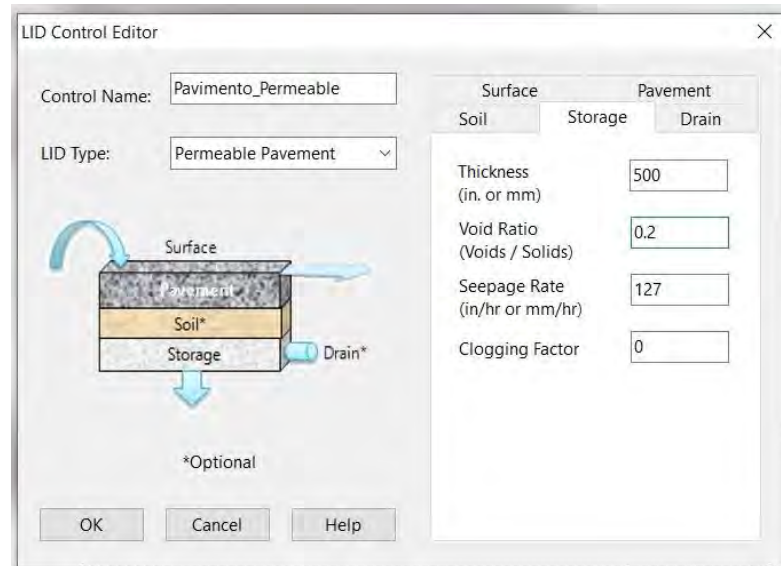 LID Control Editor
Control Name: Pavimento_Permeable
LID Type: Permeable Pavement
Surface
Pavement
Soil*
Storage
Drain*
*Optional
OK Cancel Help
Surface Pavement
Soil Storage Drain
Thickness
(in. or mm)
500
Void Ratio
(Voids / Solids)
0.2
Seepage Rate
(in/hr or mm/hr)
127
Clogging Factor 0